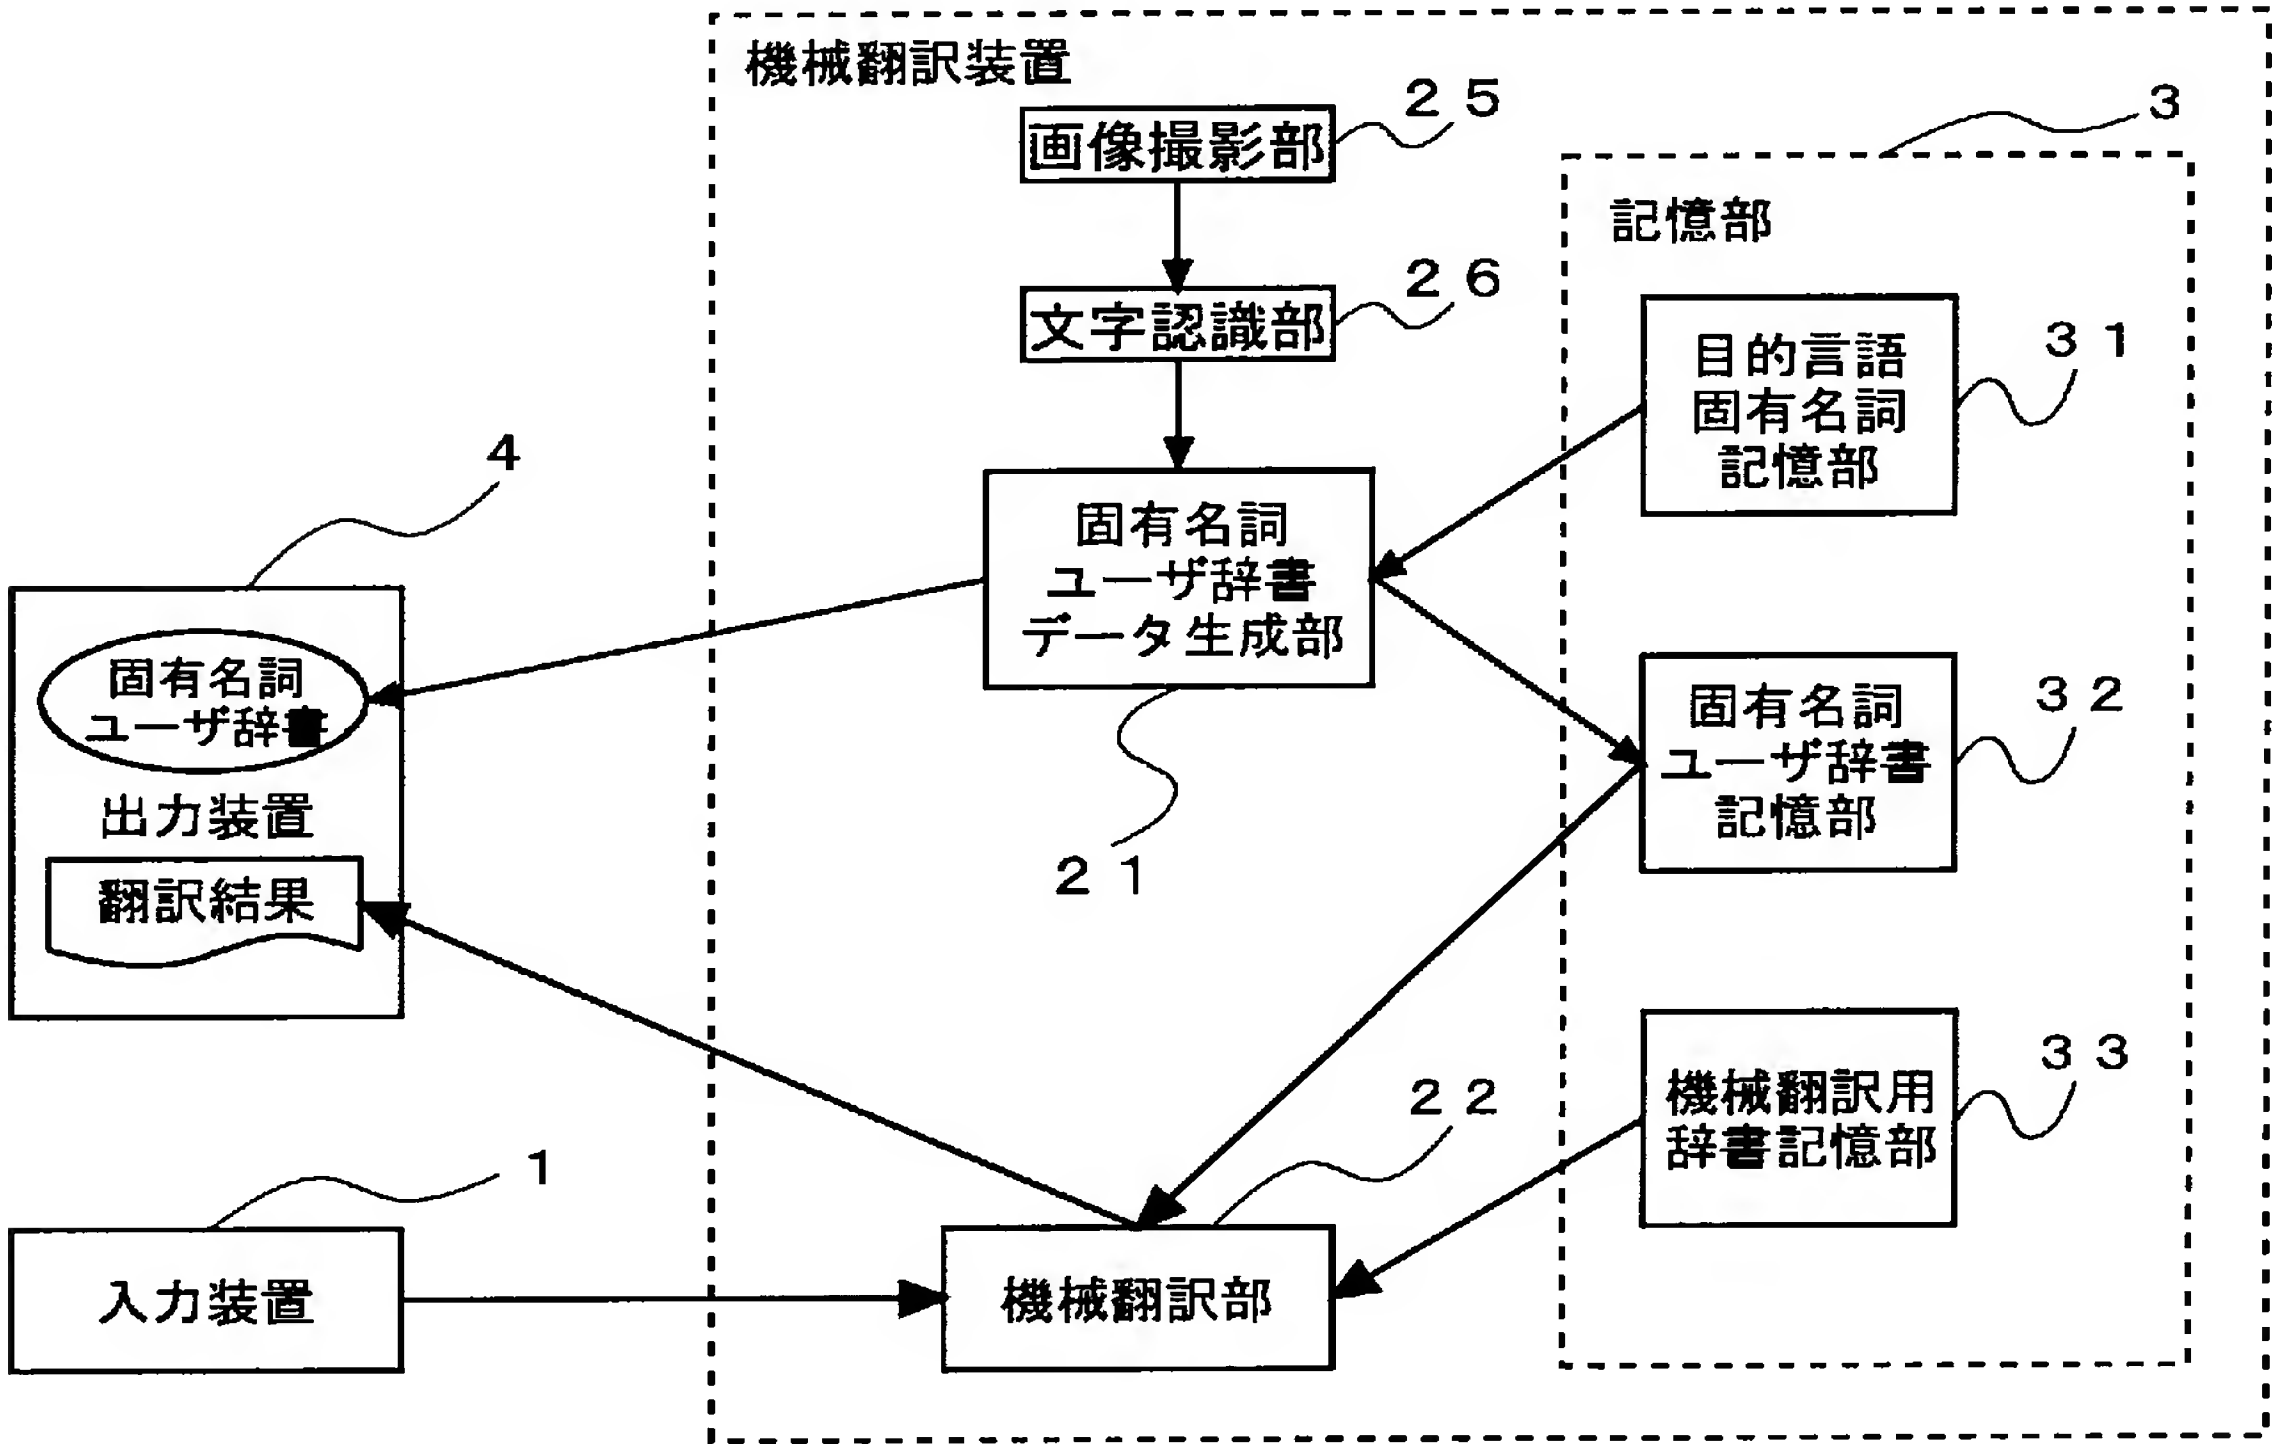 機械翻訳装置
２５
画像撮影部
３
記憶部
２６
文字認識部
３１
目的言語
固有名詞
記憶部
４
固有名詞
ユーザ辞書
データ生成部
固有名詞
ユーザ辞書
３２
固有名詞
ユーザ辞書
記憶部
出力装置
２１
翻訳結果
３３
機械翻訳用
辞書記憶部
２２
１
入力装置
機械翻訳部